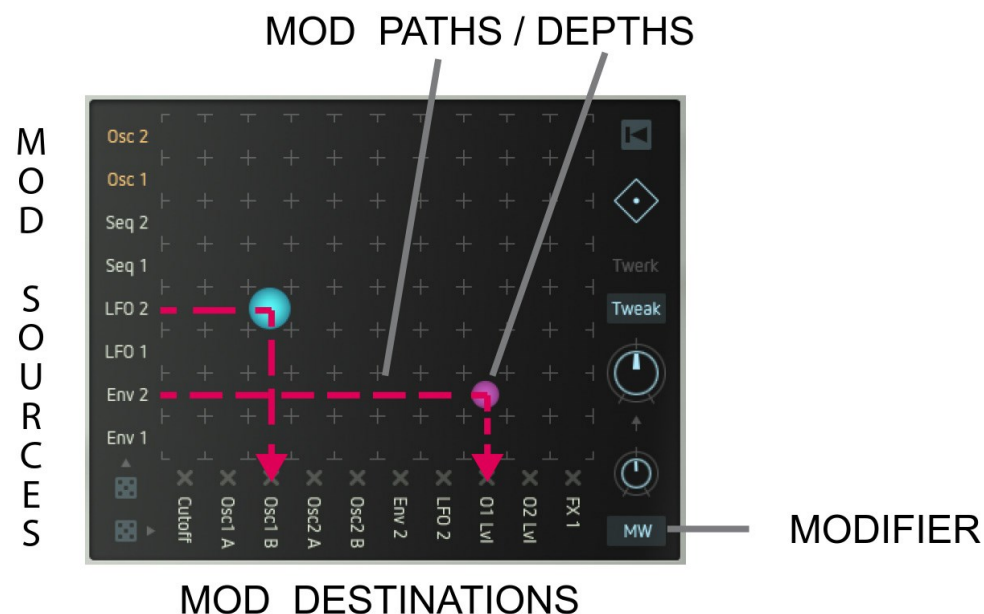 MOD PATHS / DEPTHS
MOD SOURCES
Osc 2
Osc 1
Seq 2
Seq 1
LFO 2
LFO 1
Env 2
Env 1
Twerk
Tweak
MW
MODIFIER
Cutoff
Osc1 A
Osc1 B
Osc2 A
Osc2 B
Env 2
LFO 2
O1 Lvl
O2 Lvl
FX 1
MOD DESTINATIONS